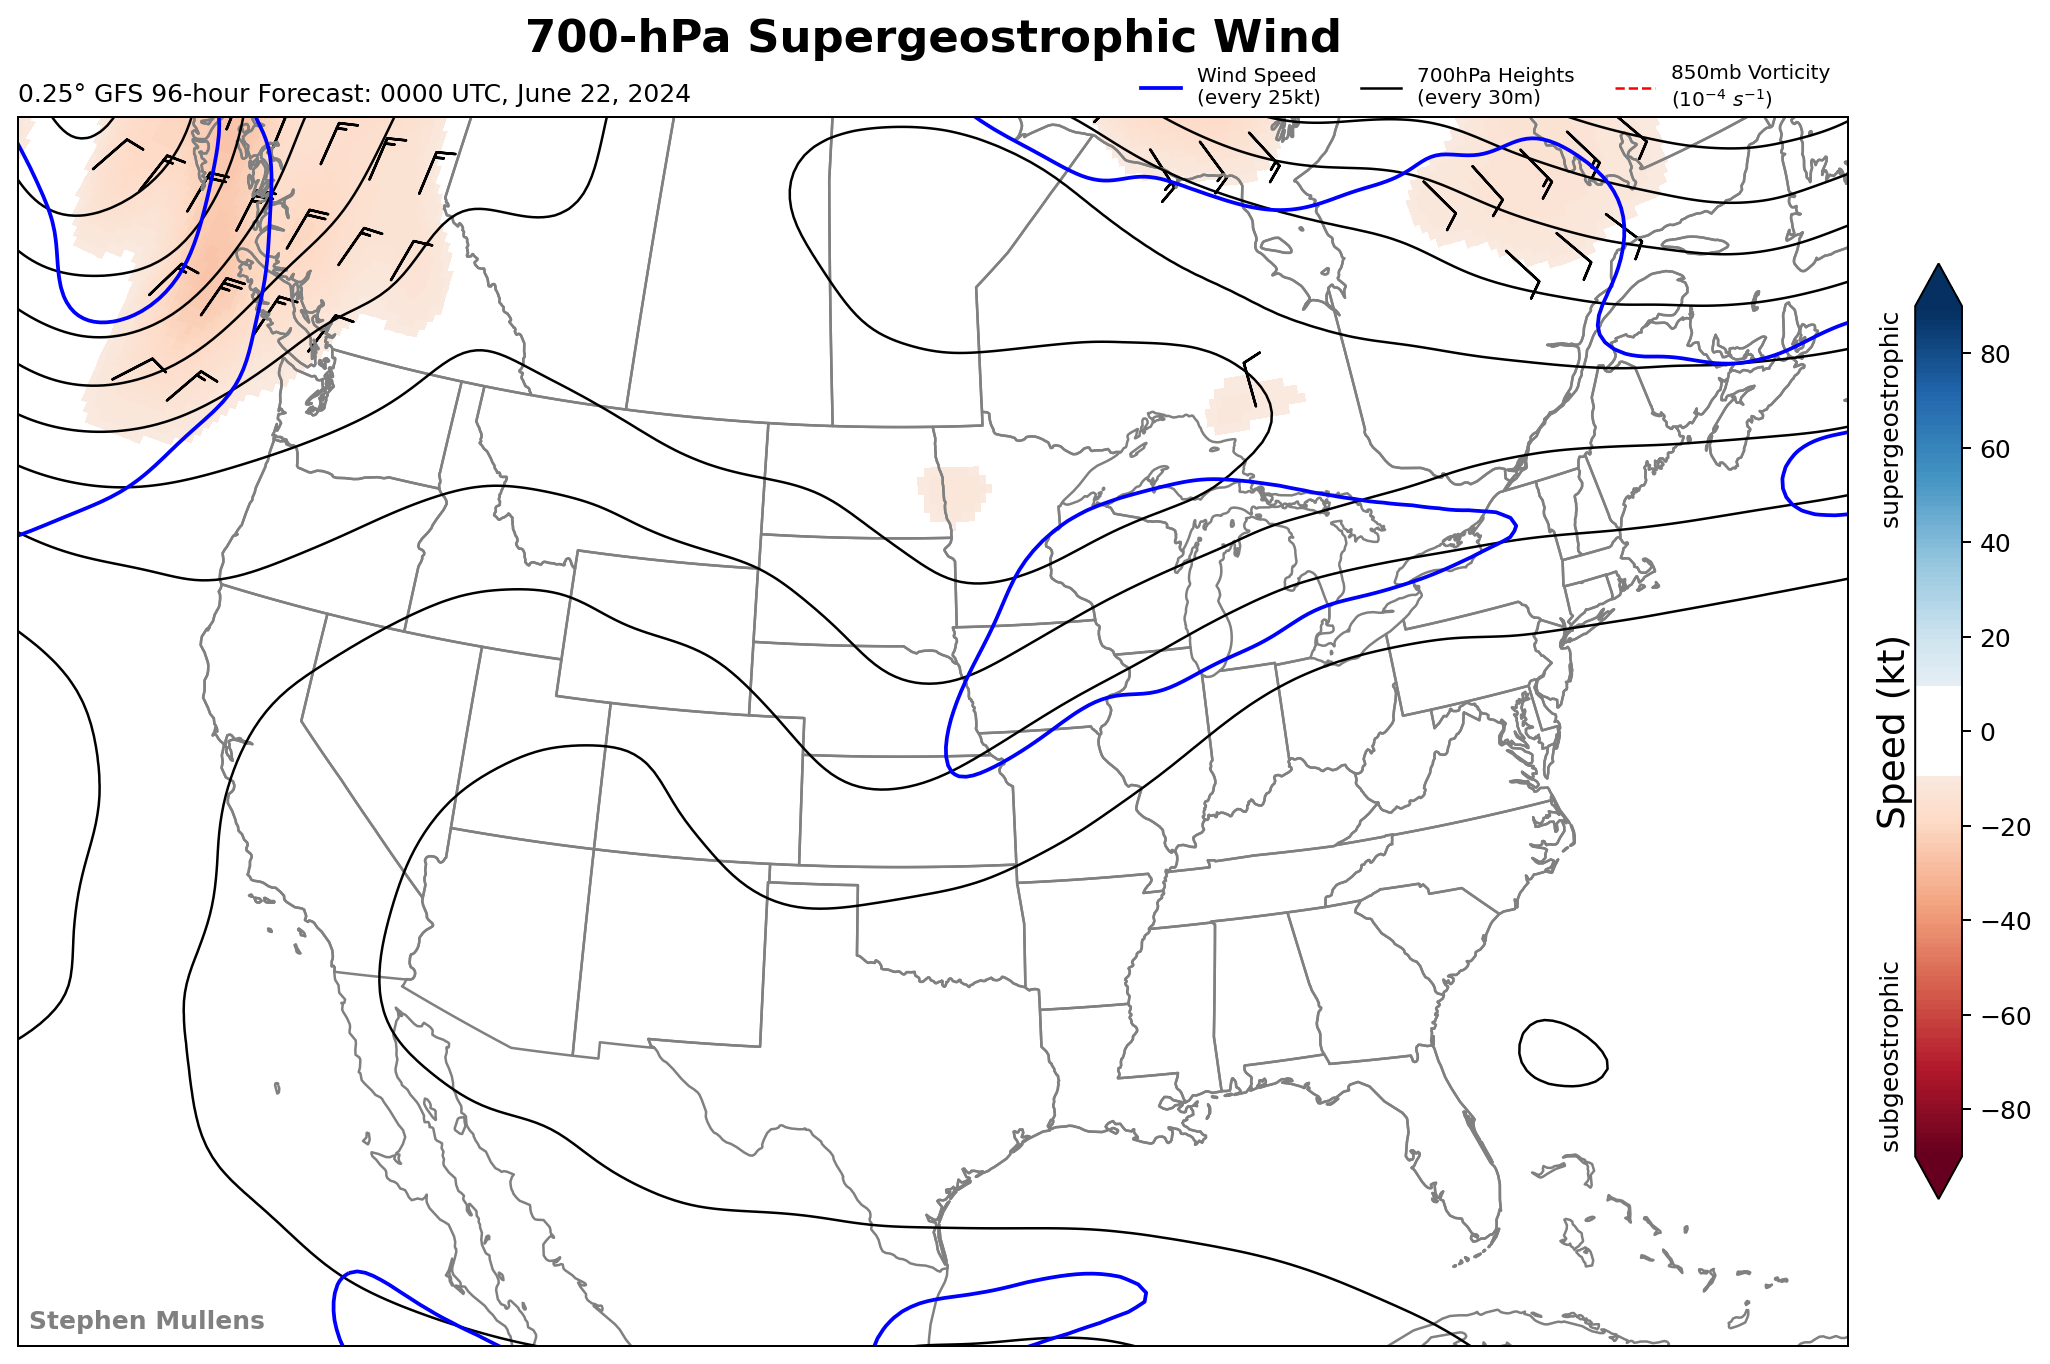 700-hPa Supergeostrophic Wind
0.25° GFS 96-hour Forecast: 0000 UTC, June 22, 2024
Wind Speed
(every 25kt)
700hPa Heights
(every 30m)
850mb Vorticity
(10⁻⁴ s⁻¹)
supergeostrophic
Speed (kt)
subgeostrophic
80
60
40
20
0
−20
−40
−60
−80
Stephen Mullens